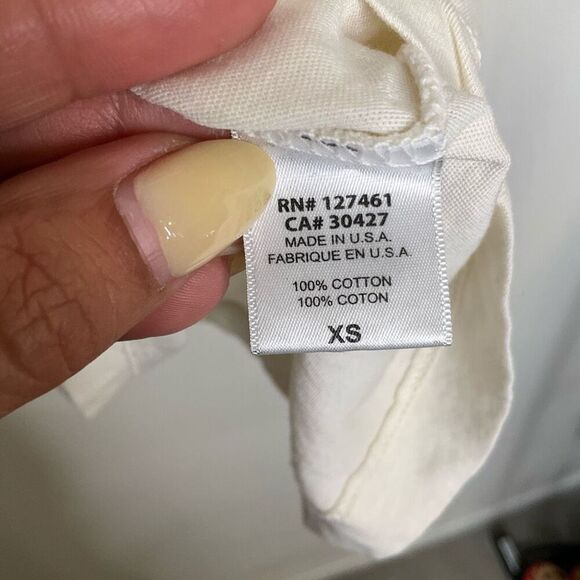 RN# 127461
CA# 30427
MADE IN U.S.A.
FABRIQUE EN U.S.A.
100% COTTON
100% COTON
XS